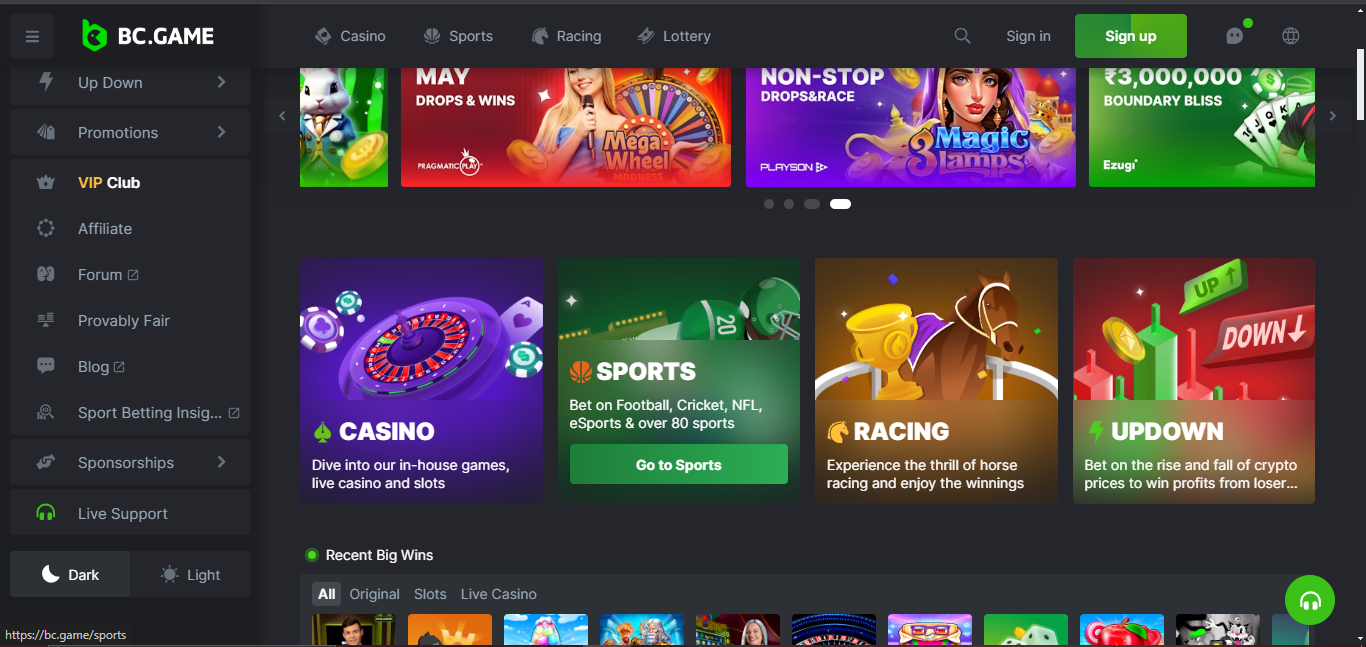 BC.GAME
Casino
Sports
Racing
Lottery
Sign in
Sign up
Up Down
Promotions
VIP Club
Affiliate
Forum
Provably Fair
Blog
Sport Betting Insig...
Sponsorships
Live Support
Dark
Light
MAY
DROPS & WINS
PRAGMATIC PLAY
Mega
Wheel
MADNESS
NON-STOP
DROPS&RACE
PLAYSON
3 Magic
Lamps
₹3,000,000
BOUNDARY BLISS
Ezugi
CASINO
Dive into our in-house games,
live casino and slots
20
SPORTS
Bet on Football, Cricket, NFL,
eSports & over 80 sports
Go to Sports
RACING
Experience the thrill of horse
racing and enjoy the winnings
UP
DOWN
UPDOWN
Bet on the rise and fall of crypto
prices to win profits from loser...
Recent Big Wins
All
Original
Slots
Live Casino
https://bc.game/sports